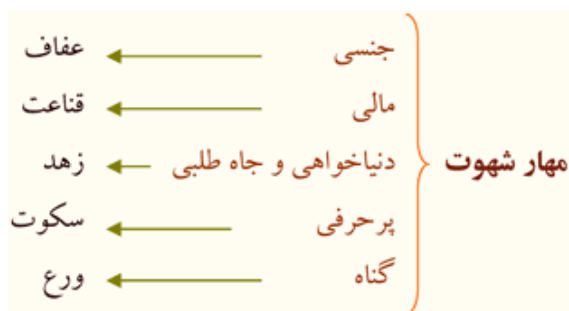 مهار شهوت
جنسی عفاف
مالی قناعت
دنیاخواهی و جاه طلبی زهد
پرحرفی سکوت
گناه ورع